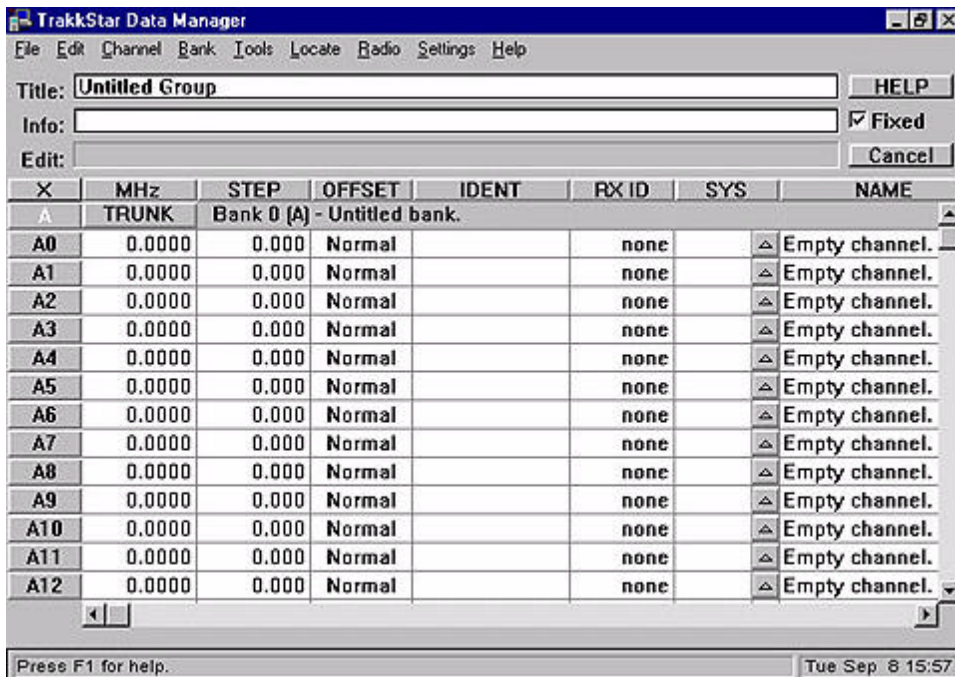 TrakkStar Data Manager
File Edit Channel Bank Tools Locate Radio Settings Help
Title: Untitled Group HELP
Info: Fixed
Edit: Cancel
X MHz STEP OFFSET IDENT RX ID SYS NAME
A TRUNK Bank 0 (A) - Untitled bank.
A0 0.0000 0.000 Normal none Empty channel.
A1 0.0000 0.000 Normal none Empty channel.
A2 0.0000 0.000 Normal none Empty channel.
A3 0.0000 0.000 Normal none Empty channel.
A4 0.0000 0.000 Normal none Empty channel.
A5 0.0000 0.000 Normal none Empty channel.
A6 0.0000 0.000 Normal none Empty channel.
A7 0.0000 0.000 Normal none Empty channel.
A8 0.0000 0.000 Normal none Empty channel.
A9 0.0000 0.000 Normal none Empty channel.
A10 0.0000 0.000 Normal none Empty channel.
A11 0.0000 0.000 Normal none Empty channel.
A12 0.0000 0.000 Normal none Empty channel.
Press F1 for help. Tue Sep 8 15:57